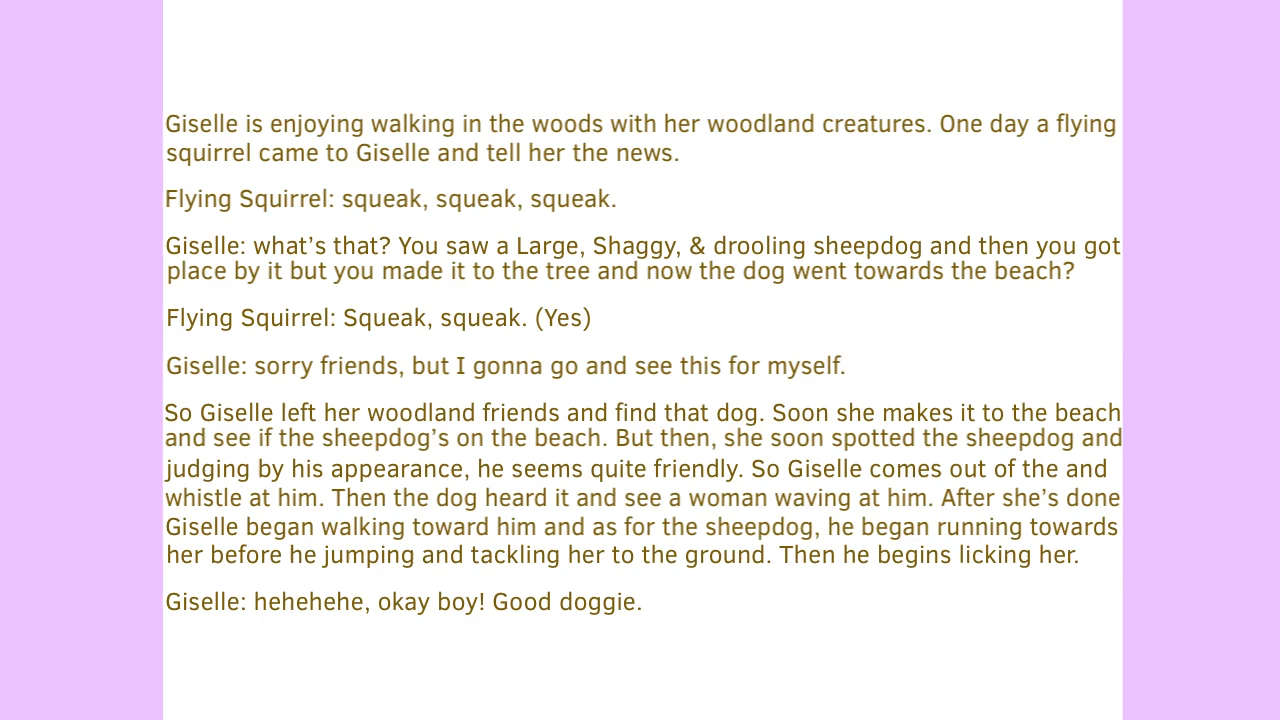 Giselle is enjoying walking in the woods with her woodland creatures. One day a flying
squirrel came to Giselle and tell her the news.
Flying Squirrel: squeak, squeak, squeak.
Giselle: what’s that? You saw a Large, Shaggy, & drooling sheepdog and then you got
place by it but you made it to the tree and now the dog went towards the beach?
Flying Squirrel: Squeak, squeak. (Yes)
Giselle: sorry friends, but I gonna go and see this for myself.
So Giselle left her woodland friends and find that dog. Soon she makes it to the beach
and see if the sheepdog’s on the beach. But then, she soon spotted the sheepdog and
judging by his appearance, he seems quite friendly. So Giselle comes out of the and
whistle at him. Then the dog heard it and see a woman waving at him. After she’s done
Giselle began walking toward him and as for the sheepdog, he began running towards
her before he jumping and tackling her to the ground. Then he begins licking her.
Giselle: hehehehe, okay boy! Good doggie.